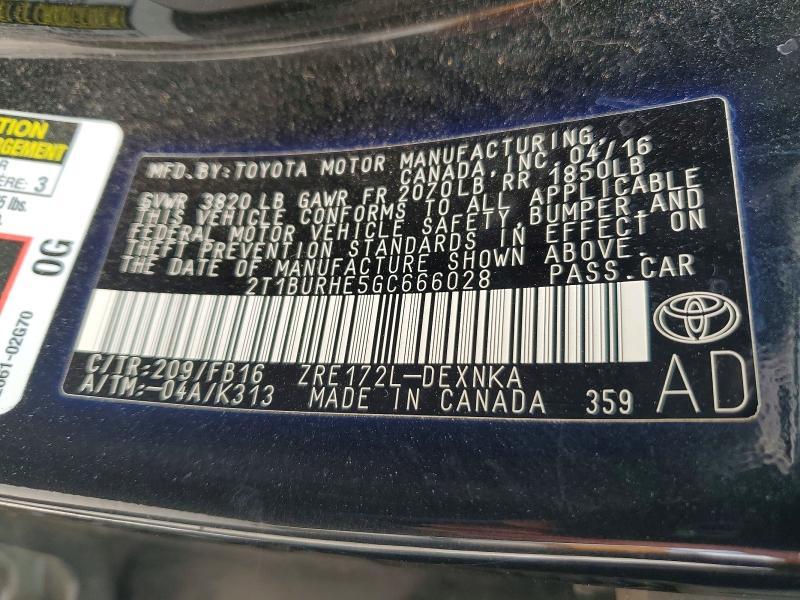 MFD. BY: TOYOTA MOTOR MANUFACTURING,
CANADA, INC. 04/16
GVWR 3820 LB GAWR FR 2070LB RR 1850LB
THIS VEHICLE CONFORMS TO ALL APPLICABLE
FEDERAL MOTOR VEHICLE SAFETY, BUMPER AND
THEFT PREVENTION STANDARDS IN EFFECT ON
THE DATE OF MANUFACTURE SHOWN ABOVE.
2T1BURHE5GC666028 PASS.CAR
C/TR:209/FB16 ZRE172L-DEXNKA
A/TM:-04A/K313 MADE IN CANADA 359 AD
0G
02G70
3